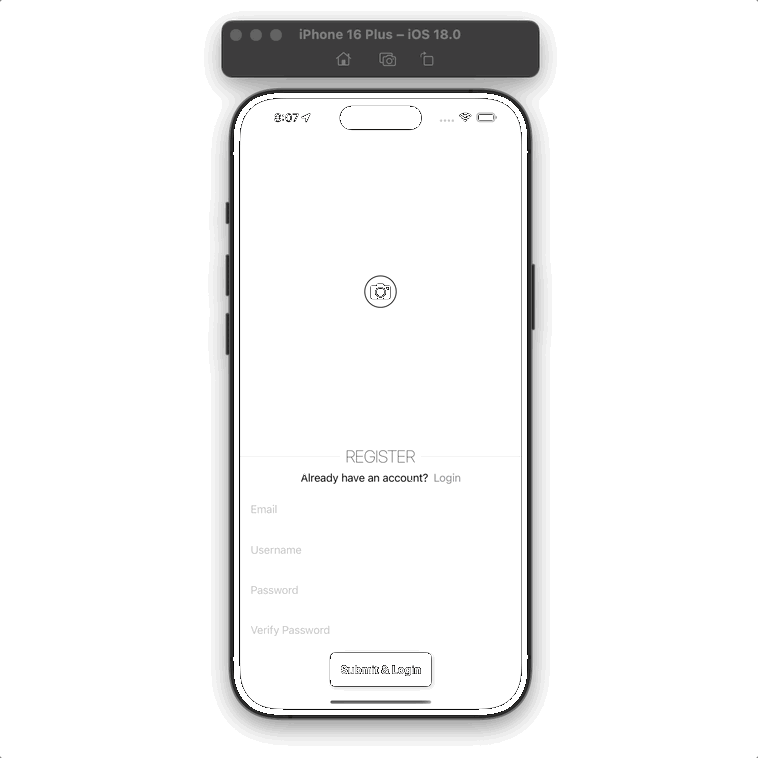 iPhone 16 Plus – iOS 18.0
8:07
REGISTER
Already have an account? Login
Email
Username
Password
Verify Password
Submit & Login